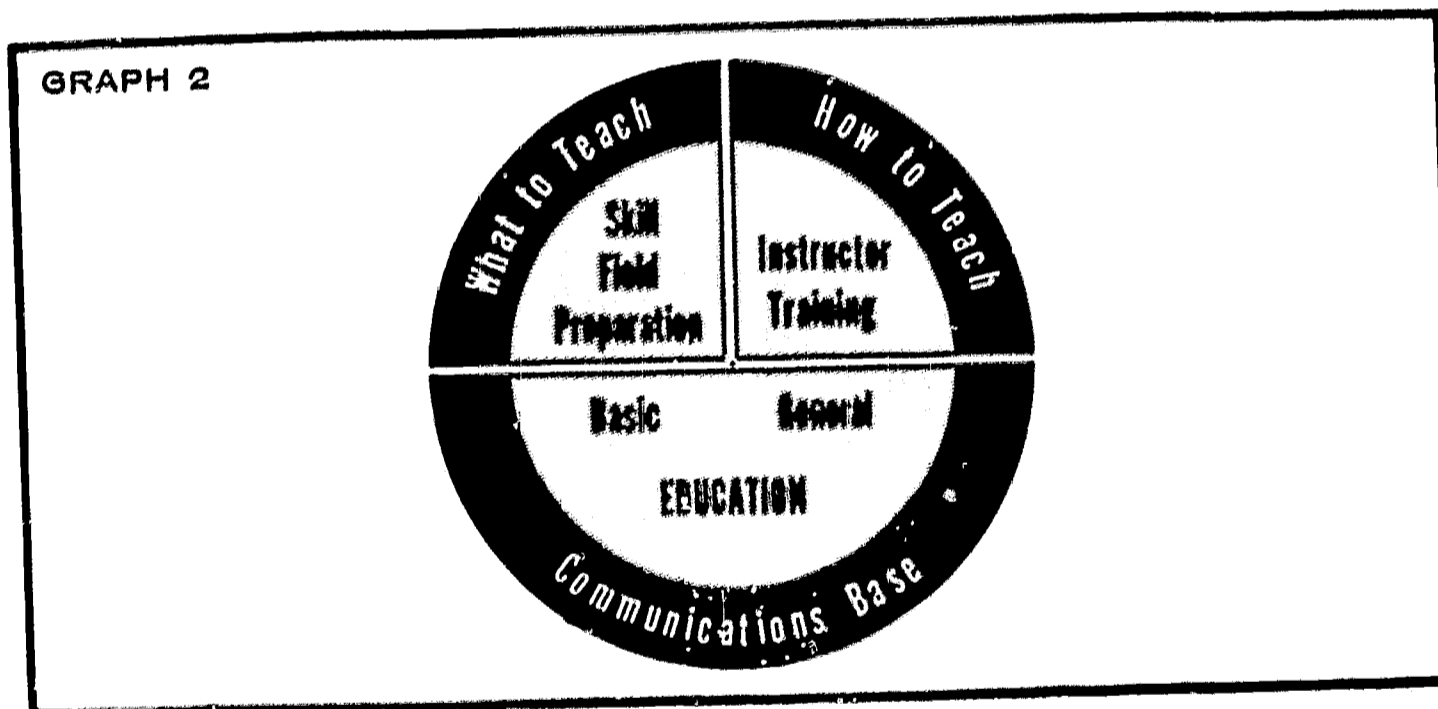 GRAPH 2
What to Teach
How to Teach
Skill
Field
Preparation
Instructor
Training
Basic General
EDUCATION
Communications Base